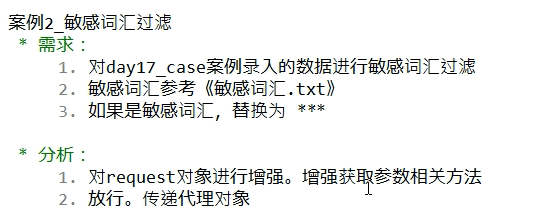 案例2_敏感词汇过滤
* 需求：
1. 对day17_case案例录入的数据进行敏感词汇过滤
2. 敏感词汇参考《敏感词汇.txt》
3. 如果是敏感词汇，替换为 ***
* 分析：
1. 对request对象进行增强。增强获取参数相关方法
2. 放行。传递代理对象